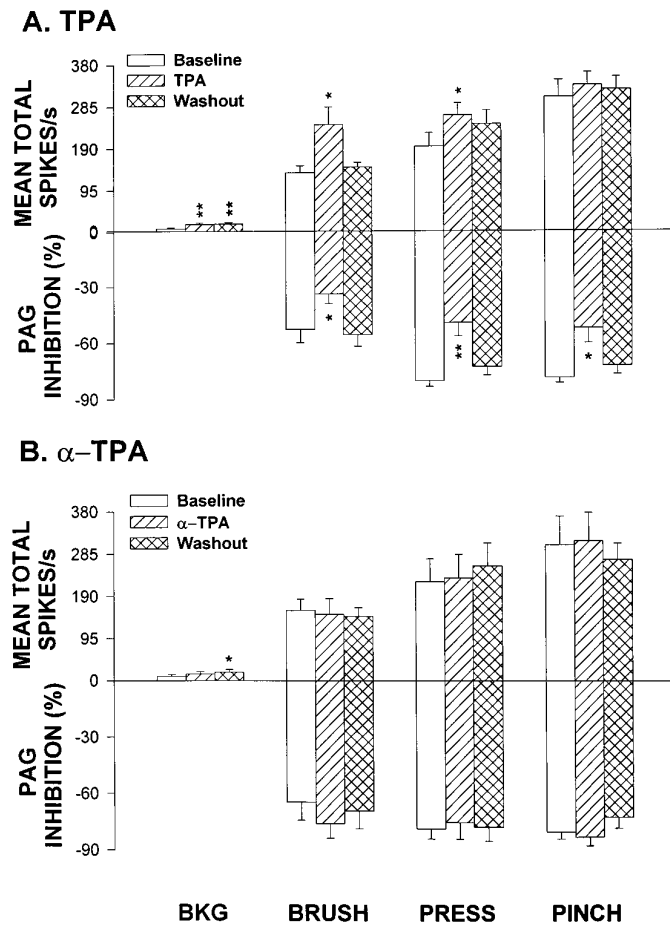 A. TPA
Baseline
TPA
Washout
MEAN TOTAL
SPIKES/s
PAG
INHIBITION (%)
380
285
190
95
0
-30
-60
-90
**
**
*
*
*
**
*
B. α–TPA
Baseline
α–TPA
Washout
MEAN TOTAL
SPIKES/s
PAG
INHIBITION (%)
380
285
190
95
0
-30
-60
-90
*
BKG BRUSH PRESS PINCH